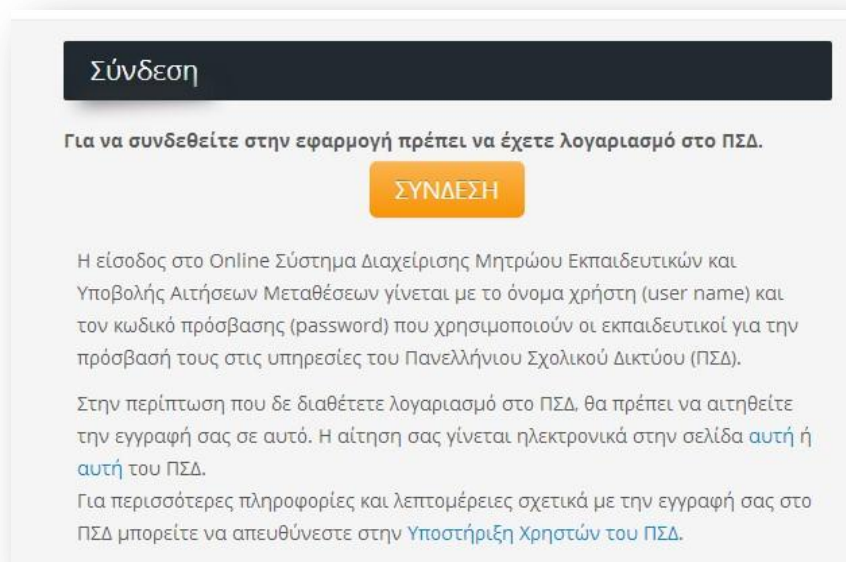 Σύνδεση
Για να συνδεθείτε στην εφαρμογή πρέπει να έχετε λογαριασμό στο ΠΣΔ.
ΣΥΝΔΕΣΗ
Η είσοδος στο Online Σύστημα Διαχείρισης Μητρώου Εκπαιδευτικών και
Υποβολής Αιτήσεων Μεταθέσεων γίνεται με το όνομα χρήστη (user name) και
τον κωδικό πρόσβασης (password) που χρησιμοποιούν οι εκπαιδευτικοί για την
πρόσβασή τους στις υπηρεσίες του Πανελλήνιου Σχολικού Δικτύου (ΠΣΔ).
Στην περίπτωση που δε διαθέτετε λογαριασμό στο ΠΣΔ, θα πρέπει να αιτηθείτε
την εγγραφή σας σε αυτό. Η αίτηση σας γίνεται ηλεκτρονικά στην σελίδα αυτή ή
αυτή του ΠΣΔ.
Για περισσότερες πληροφορίες και λεπτομέρειες σχετικά με την εγγραφή σας στο
ΠΣΔ μπορείτε να απευθύνεστε στην Υποστήριξη Χρηστών του ΠΣΔ.